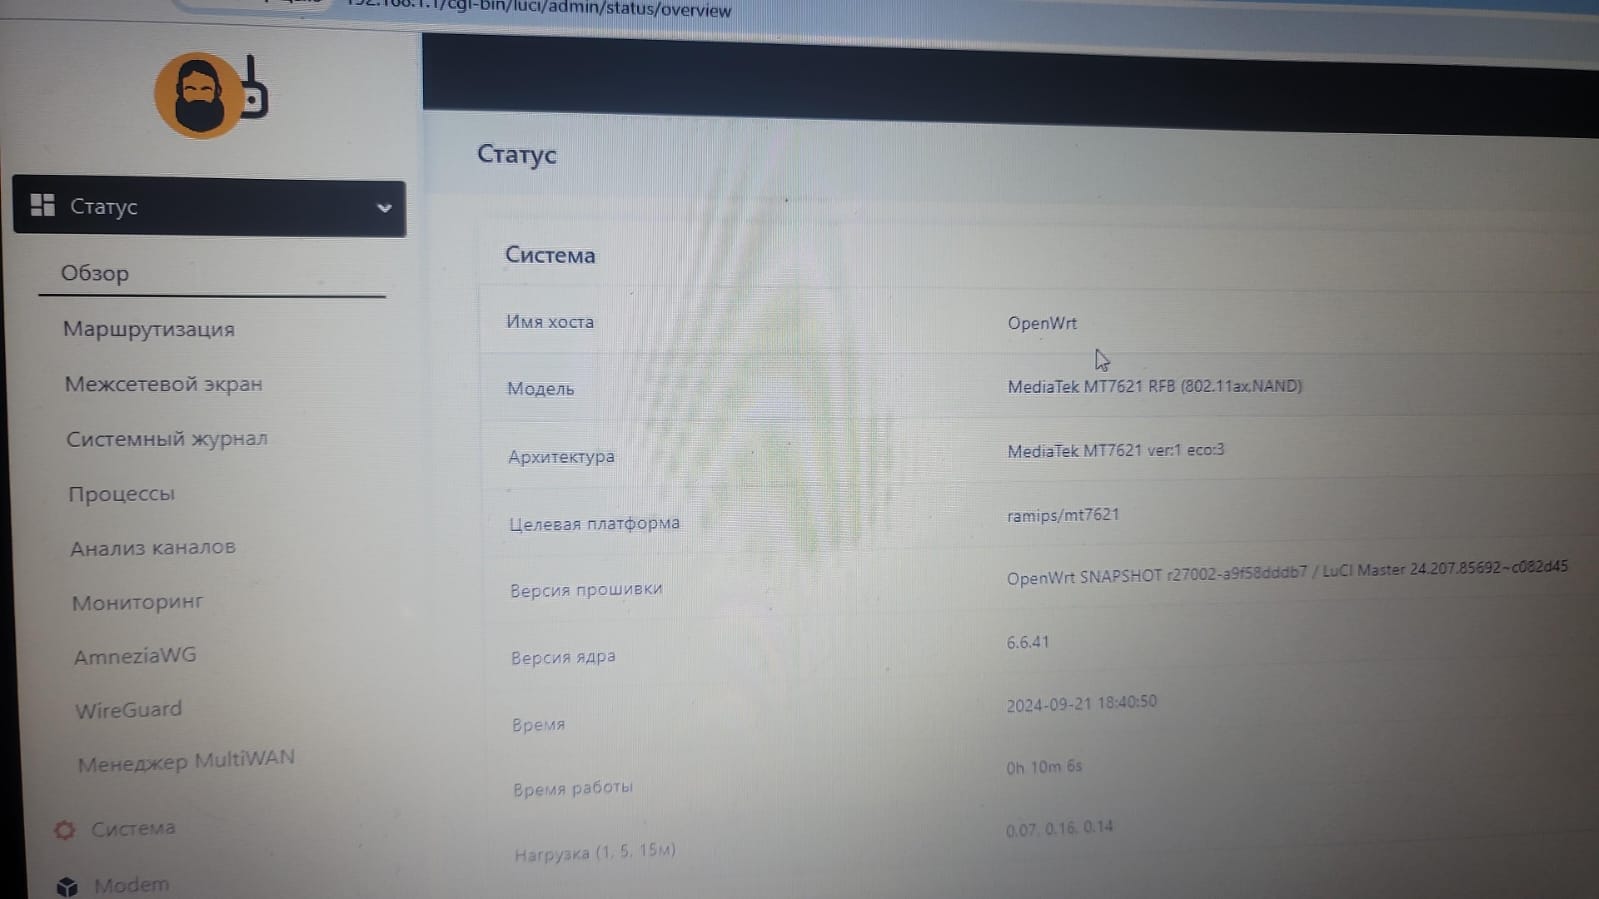 192.168.1.1/cgi-bin/luci/admin/status/overview
Статус
Обзор
Маршрутизация
Межсетевой экран
Системный журнал
Процессы
Анализ каналов
Мониторинг
AmneziaWG
WireGuard
Менеджер MultiWAN
Система
Modem
Статус
Система
Имя хоста OpenWrt
Модель MediaTek MT7621 RFB (802.11ax,NAND)
Архитектура MediaTek MT7621 ver:1 eco:3
Целевая платформа ramips/mt7621
Версия прошивки OpenWrt SNAPSHOT r27002-a9f58dddb7 / LuCI Master 24.207.85692~c082d45
Версия ядра 6.6.41
Время 2024-09-21 18:40:50
Время работы 0h 10m 6s
Нагрузка (1, 5, 15м) 0.07, 0.16, 0.14